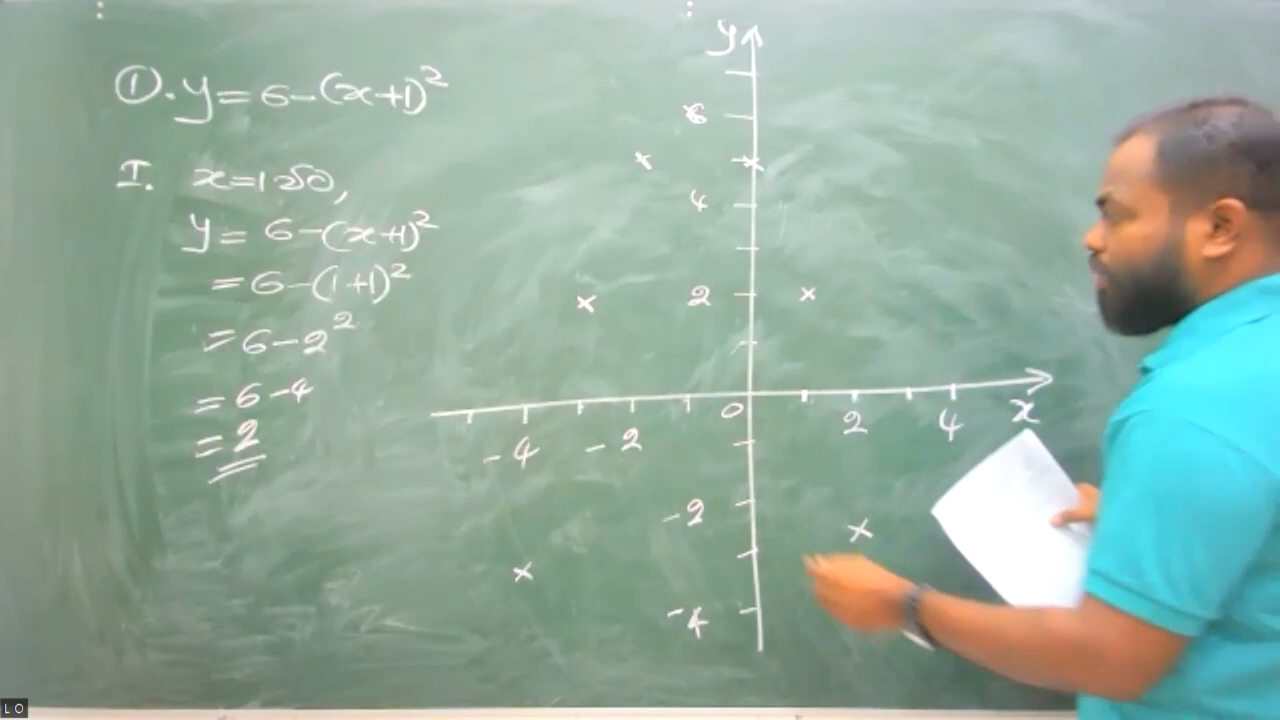 ①. y = 6 - (x+1)²
I. x = 1 විට,
y = 6 - (x+1)²
= 6 - (1+1)²
= 6 - 2²
= 6 - 4
= 2
y
6
4
2
0
-4 -2 2 4 x
-2
-4
LO